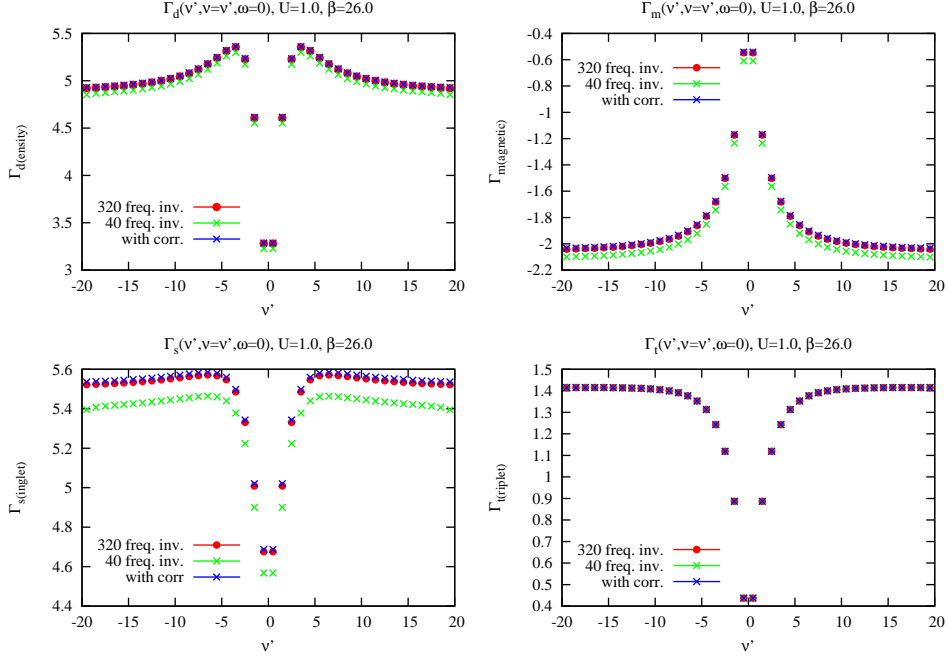 Γd(ν',ν=ν',ω=0), U=1.0, β=26.0
5.5
5
4.5
4
3.5
3
Γd(ensity)
320 freq. inv.
40 freq. inv.
with corr.
-20 -15 -10 -5 0 5 10 15 20
ν'
Γm(ν',ν=ν',ω=0), U=1.0, β=26.0
-0.4
-0.6
-0.8
-1
-1.2
-1.4
-1.6
-1.8
-2
-2.2
Γm(agnetic)
320 freq. inv.
40 freq. inv.
with corr.
-20 -15 -10 -5 0 5 10 15 20
ν'
Γs(ν',ν=ν',ω=0), U=1.0, β=26.0
5.6
5.4
5.2
5
4.8
4.6
4.4
Γs(inglet)
320 freq. inv.
40 freq. inv.
with corr.
-20 -15 -10 -5 0 5 10 15 20
ν'
Γt(ν',ν=ν',ω=0), U=1.0, β=26.0
1.5
1.4
1.3
1.2
1.1
1
0.9
0.8
0.7
0.6
0.5
0.4
Γt(riplet)
320 freq. inv.
40 freq. inv.
with corr.
-20 -15 -10 -5 0 5 10 15 20
ν'